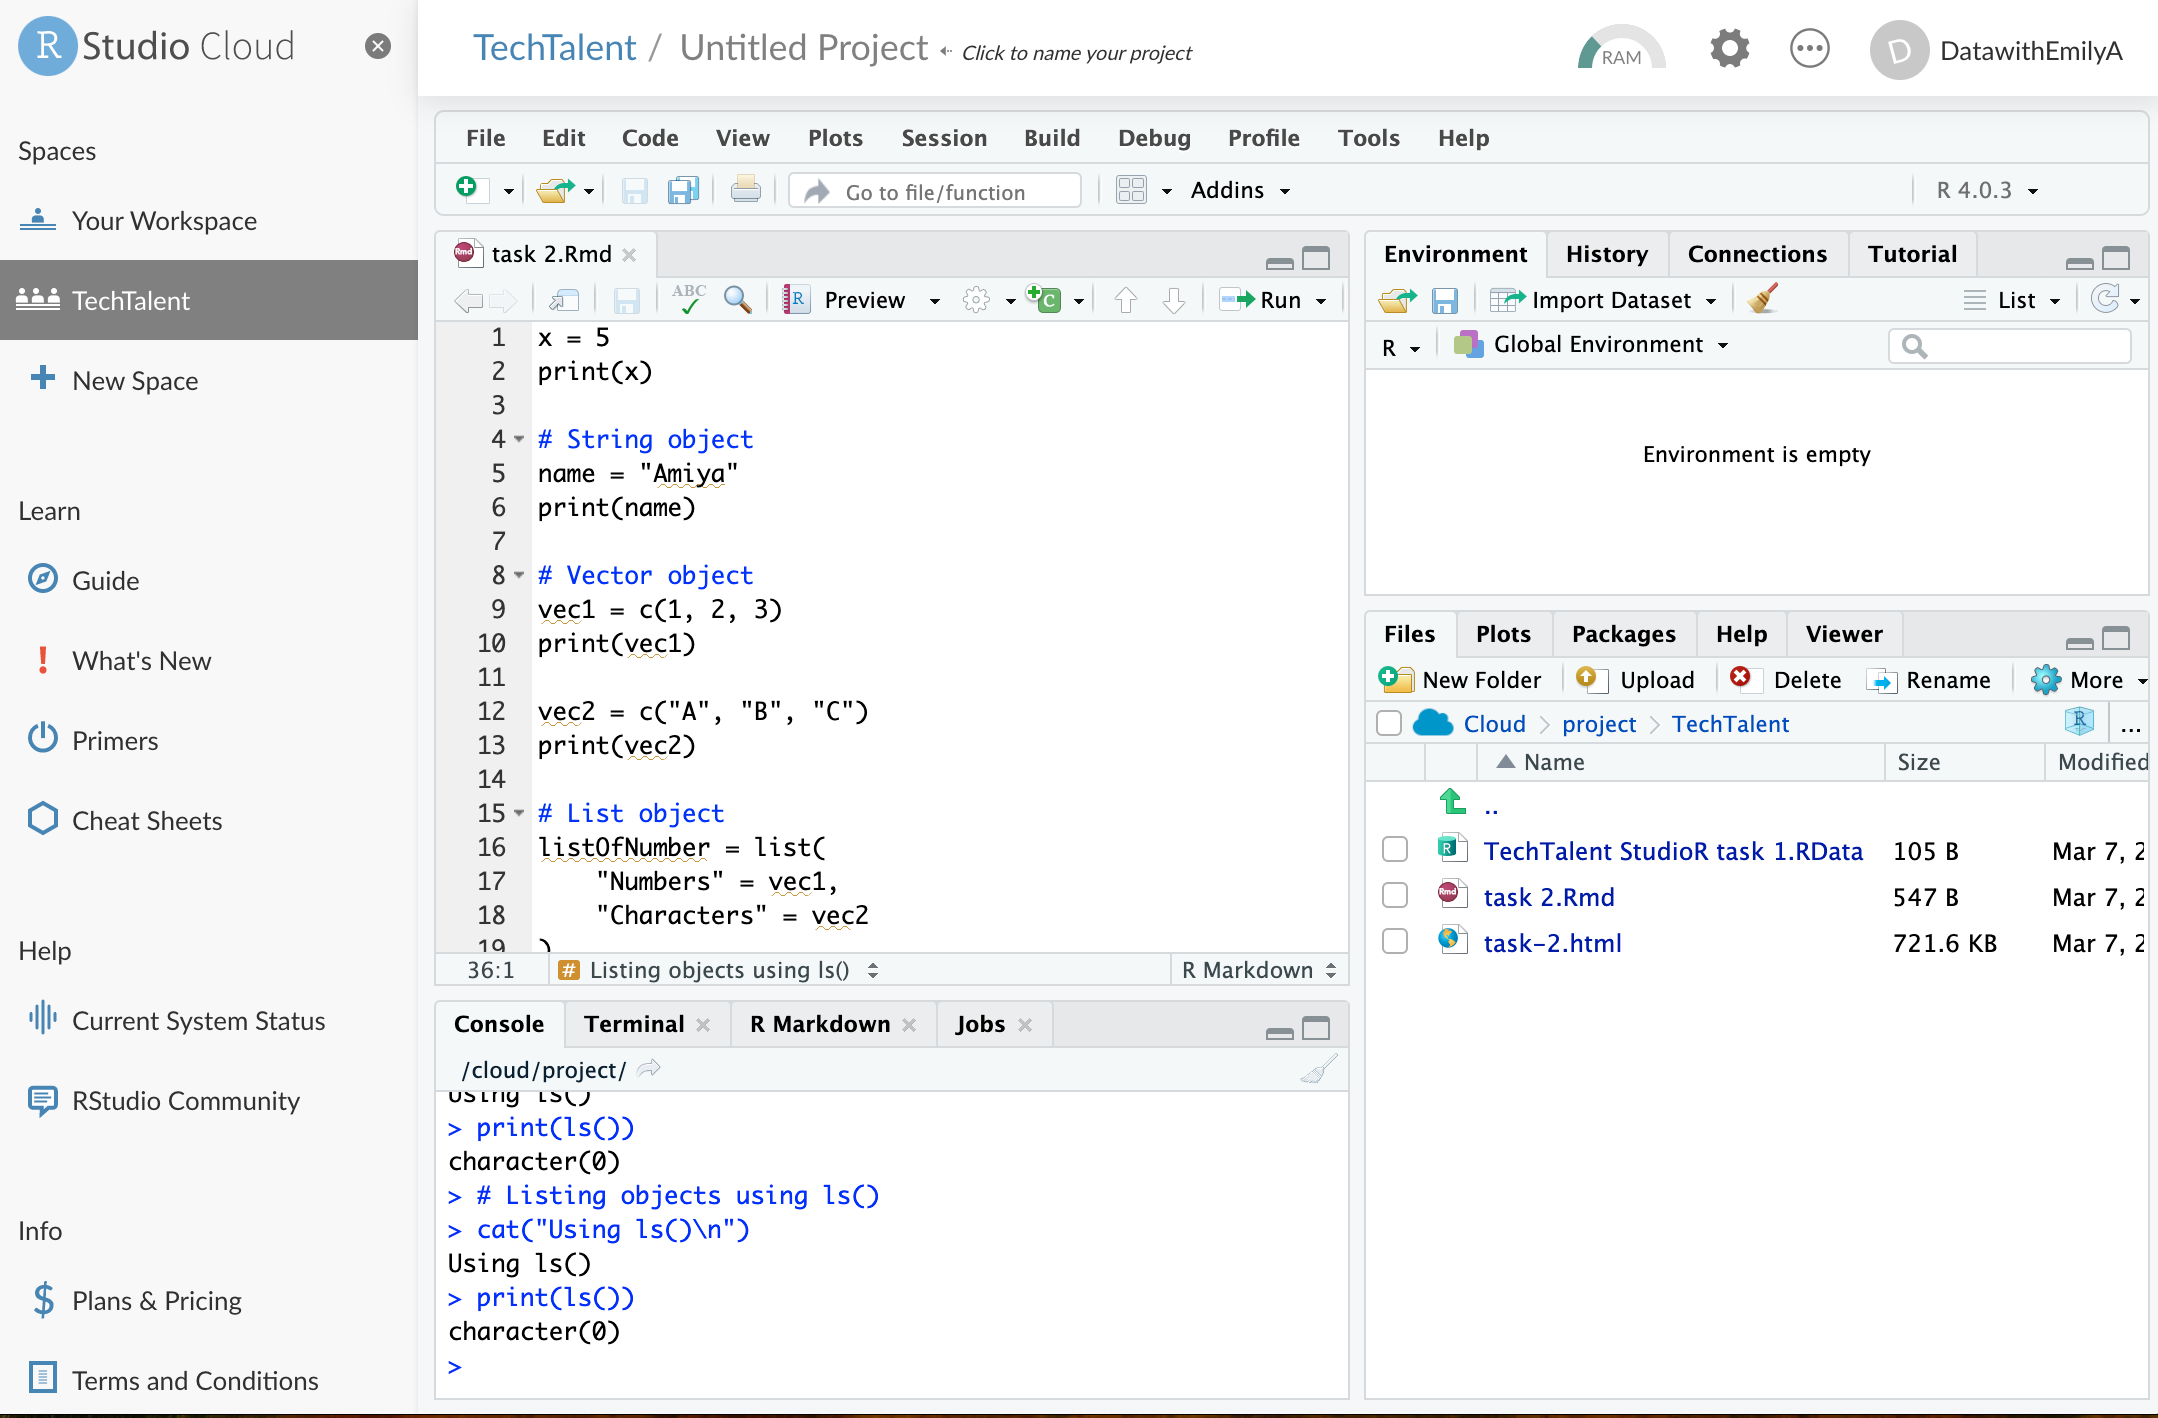 R Studio Cloud
Spaces
Your Workspace
TechTalent
New Space
Learn
Guide
What's New
Primers
Cheat Sheets
Help
Current System Status
RStudio Community
Info
Plans & Pricing
Terms and Conditions
TechTalent / Untitled Project Click to name your project
RAM
D DatawithEmilyA
File Edit Code View Plots Session Build Debug Profile Tools Help
Go to file/function
Addins
R 4.0.3
task 2.Rmd
ABC
Preview
Run
1 x = 5
2 print(x)
3
4 # String object
5 name = "Amiya"
6 print(name)
7
8 # Vector object
9 vec1 = c(1, 2, 3)
10 print(vec1)
11
12 vec2 = c("A", "B", "C")
13 print(vec2)
14
15 # List object
16 listOfNumber = list(
17 "Numbers" = vec1,
18 "Characters" = vec2
19 )
36:1 # Listing objects using ls() R Markdown
Console Terminal R Markdown Jobs
/cloud/project/
Using ls()
> print(ls())
character(0)
> # Listing objects using ls()
> cat("Using ls()\n")
Using ls()
> print(ls())
character(0)
>
Environment History Connections Tutorial
Import Dataset List
R Global Environment
Environment is empty
Files Plots Packages Help Viewer
New Folder Upload Delete Rename More
Cloud project TechTalent R ...
Name Size Modified
..
TechTalent StudioR task 1.RData 105 B Mar 7, 2
task 2.Rmd 547 B Mar 7, 2
task-2.html 721.6 KB Mar 7, 2